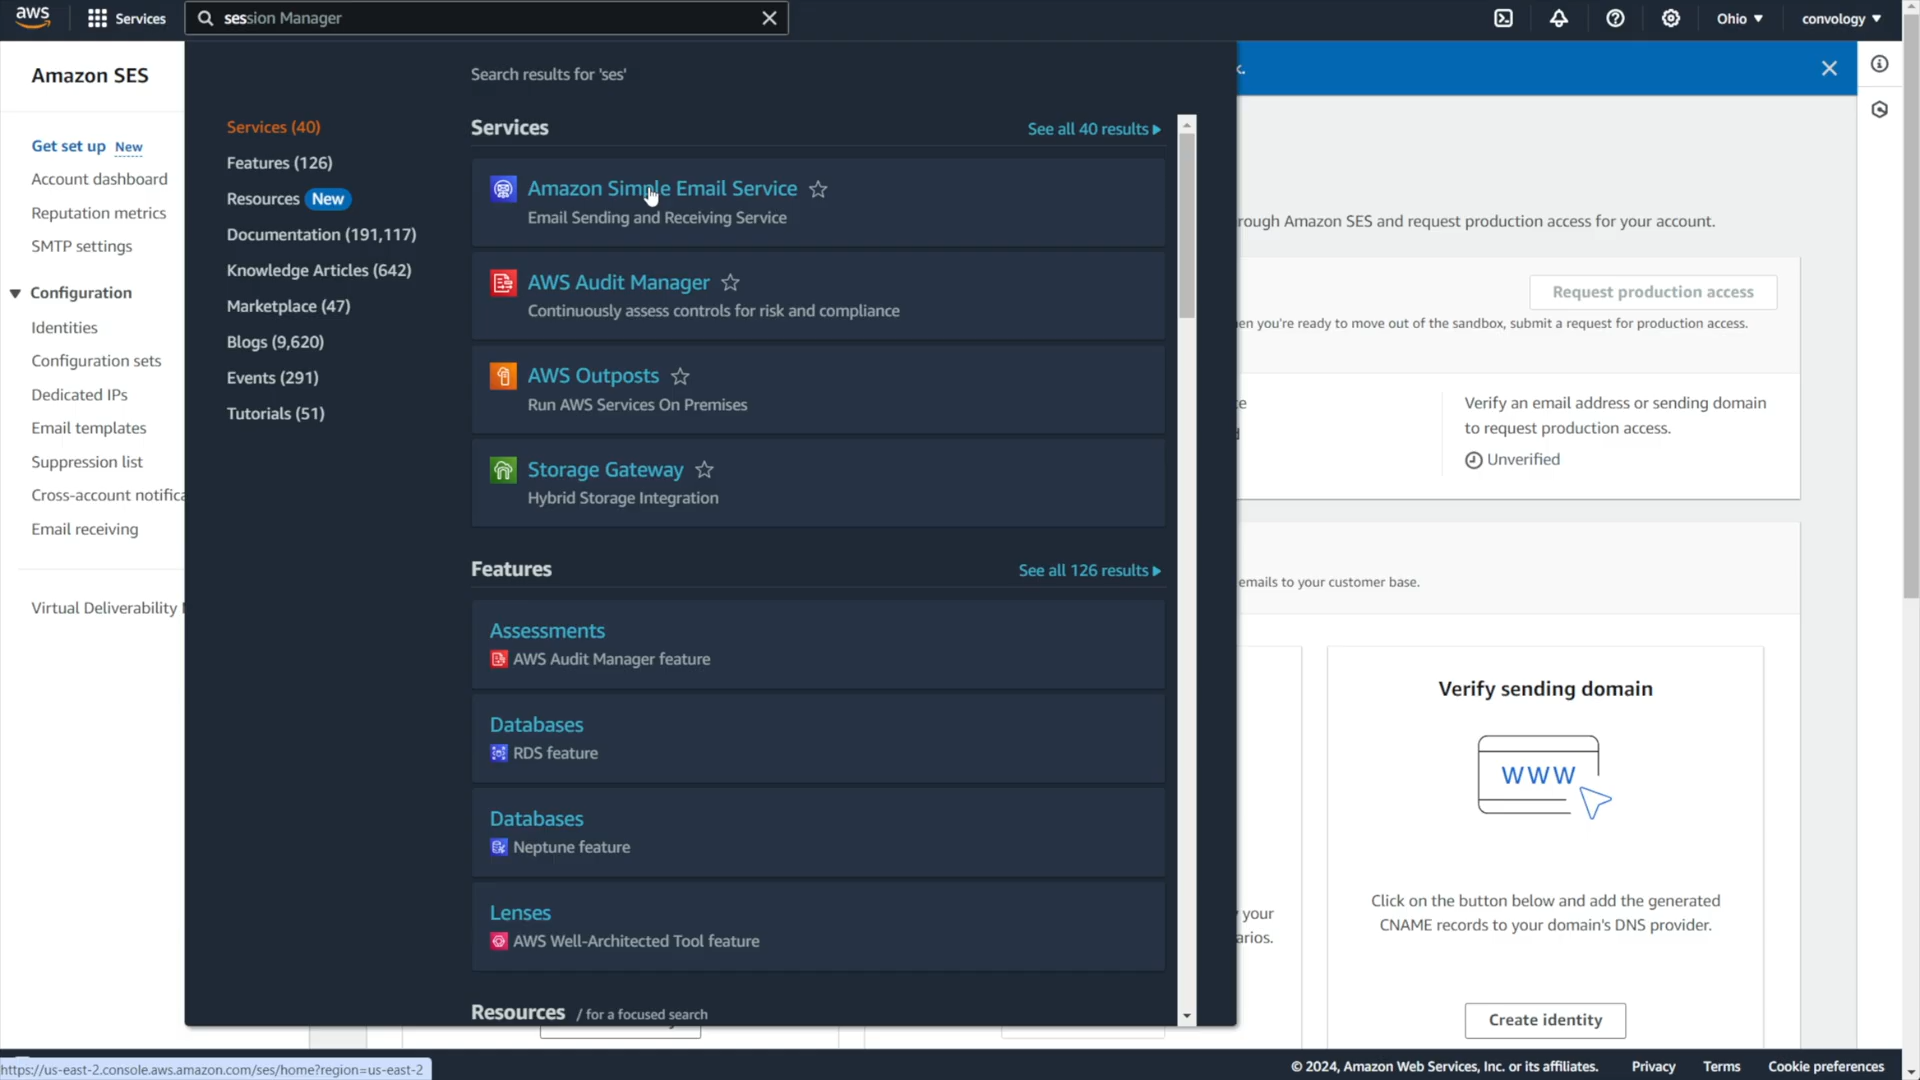 aws
Services
session Manager
Ohio ▼
convology ▼
Amazon SES
Get set up New
Account dashboard
Reputation metrics
SMTP settings
▼ Configuration
Identities
Configuration sets
Dedicated IPs
Email templates
Suppression list
Cross-account notifica
Email receiving
Virtual Deliverability
Search results for 'ses'
Services (40)
Features (126)
Resources New
Documentation (191,117)
Knowledge Articles (642)
Marketplace (47)
Blogs (9,620)
Events (291)
Tutorials (51)
Services
See all 40 results ▶
Amazon Simple Email Service
Email Sending and Receiving Service
AWS Audit Manager
Continuously assess controls for risk and compliance
AWS Outposts
Run AWS Services On Premises
Storage Gateway
Hybrid Storage Integration
Features
See all 126 results ▶
Assessments
AWS Audit Manager feature
Databases
RDS feature
Databases
Neptune feature
Lenses
AWS Well-Architected Tool feature
Resources / for a focused search
rough Amazon SES and request production access for your account.
Request production access
en you're ready to move out of the sandbox, submit a request for production access.
Verify an email address or sending domain
to request production access.
Unverified
emails to your customer base.
your
arios.
Verify sending domain
WWW
Click on the button below and add the generated
CNAME records to your domain's DNS provider.
Create identity
https://us-east-2.console.aws.amazon.com/ses/home?region=us-east-2
© 2024, Amazon Web Services, Inc. or its affiliates.
Privacy
Terms
Cookie preferences